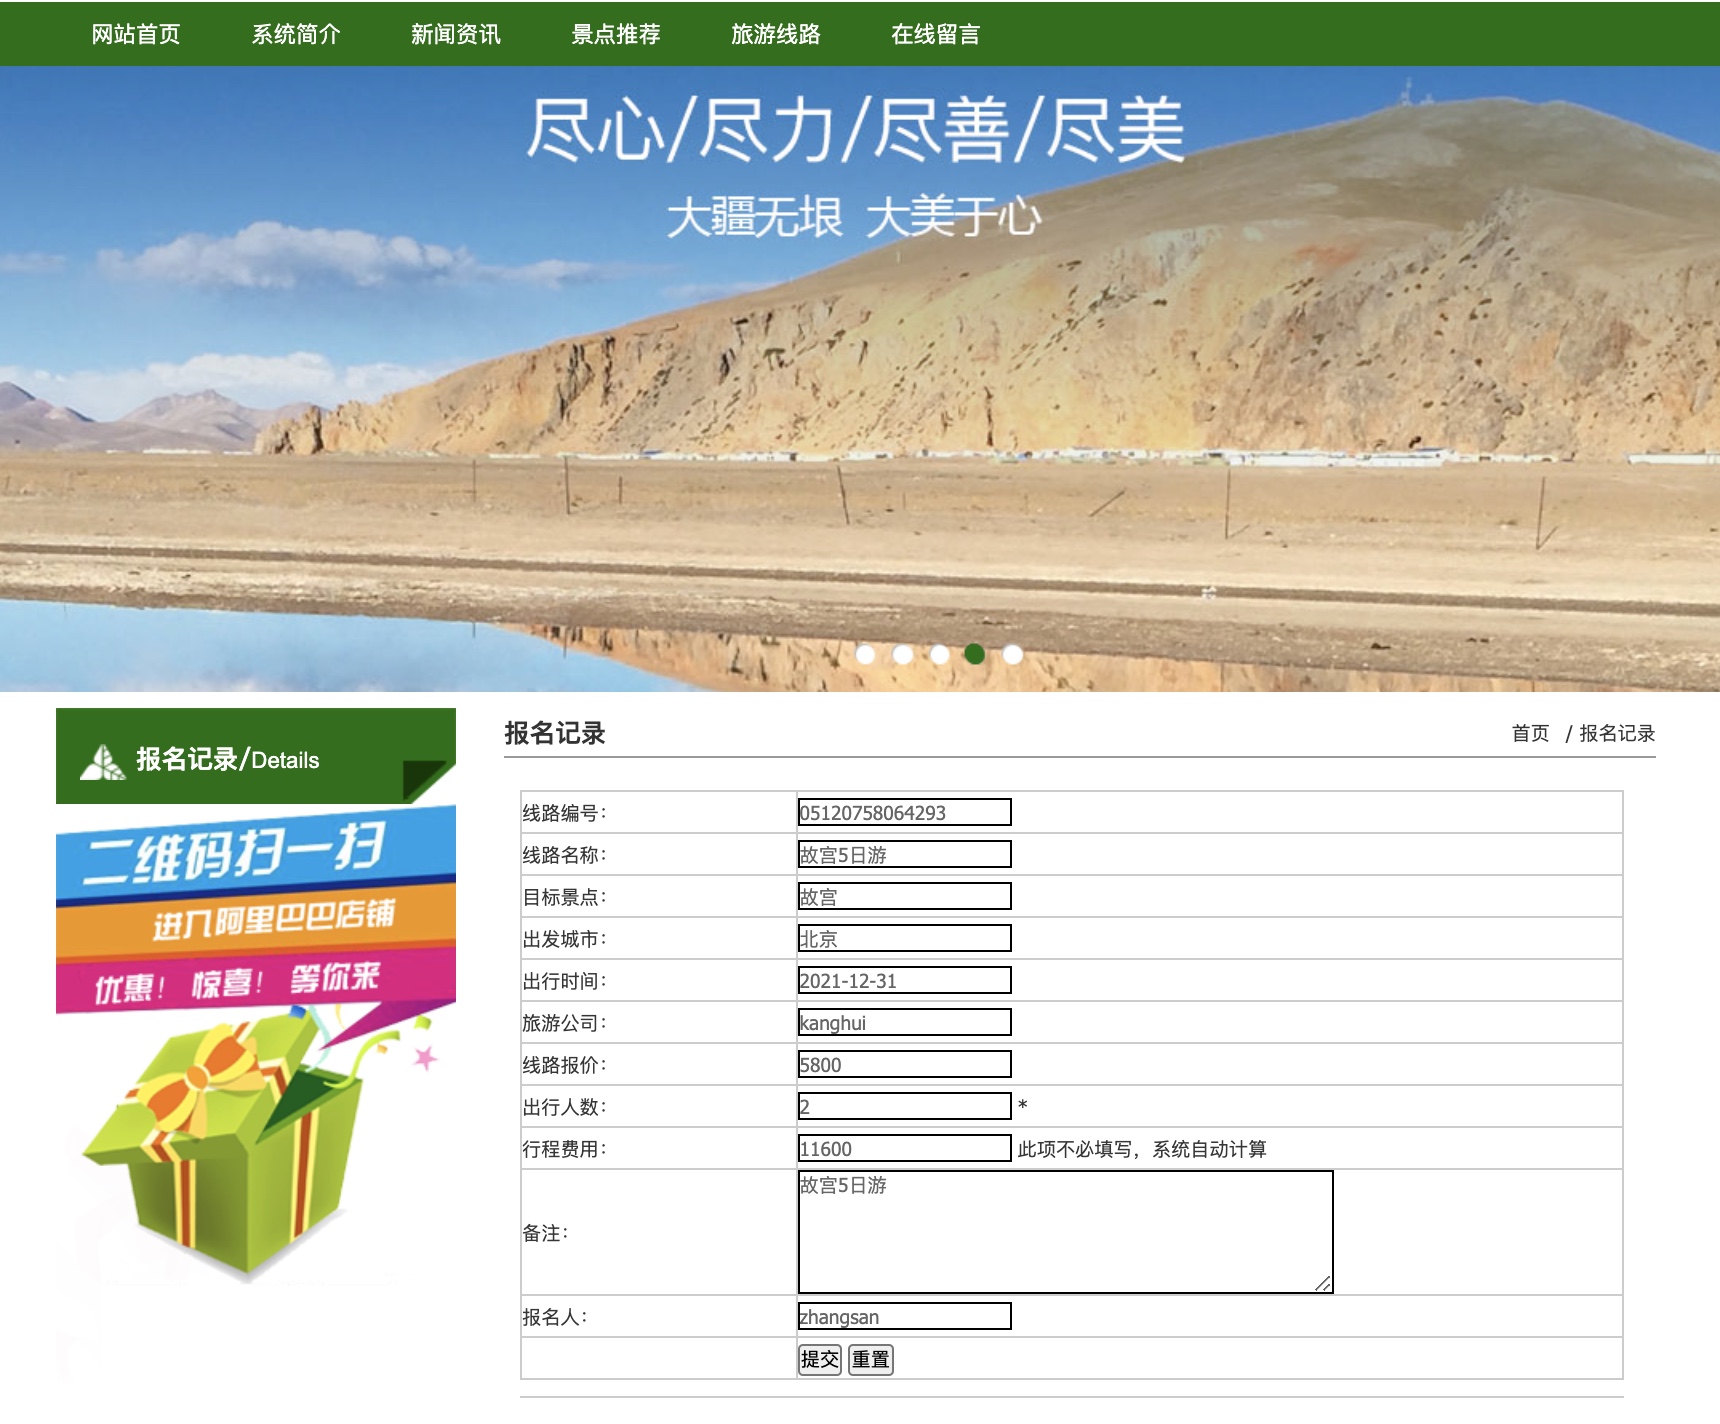 网站首页 系统简介 新闻资讯 景点推荐 旅游线路 在线留言
尽心/尽力/尽善/尽美
大疆无垠 大美于心
报名记录/Details
二维码扫一扫
进入阿里巴巴店铺
优惠！ 惊喜！ 等你来
报名记录
首页 / 报名记录
线路编号： 05120758064293
线路名称： 故宫5日游
目标景点： 故宫
出发城市： 北京
出行时间： 2021-12-31
旅游公司： kanghui
线路报价： 5800
出行人数： 2 *
行程费用： 11600 此项不必填写，系统自动计算
备注： 故宫5日游
报名人： zhangsan
提交 重置